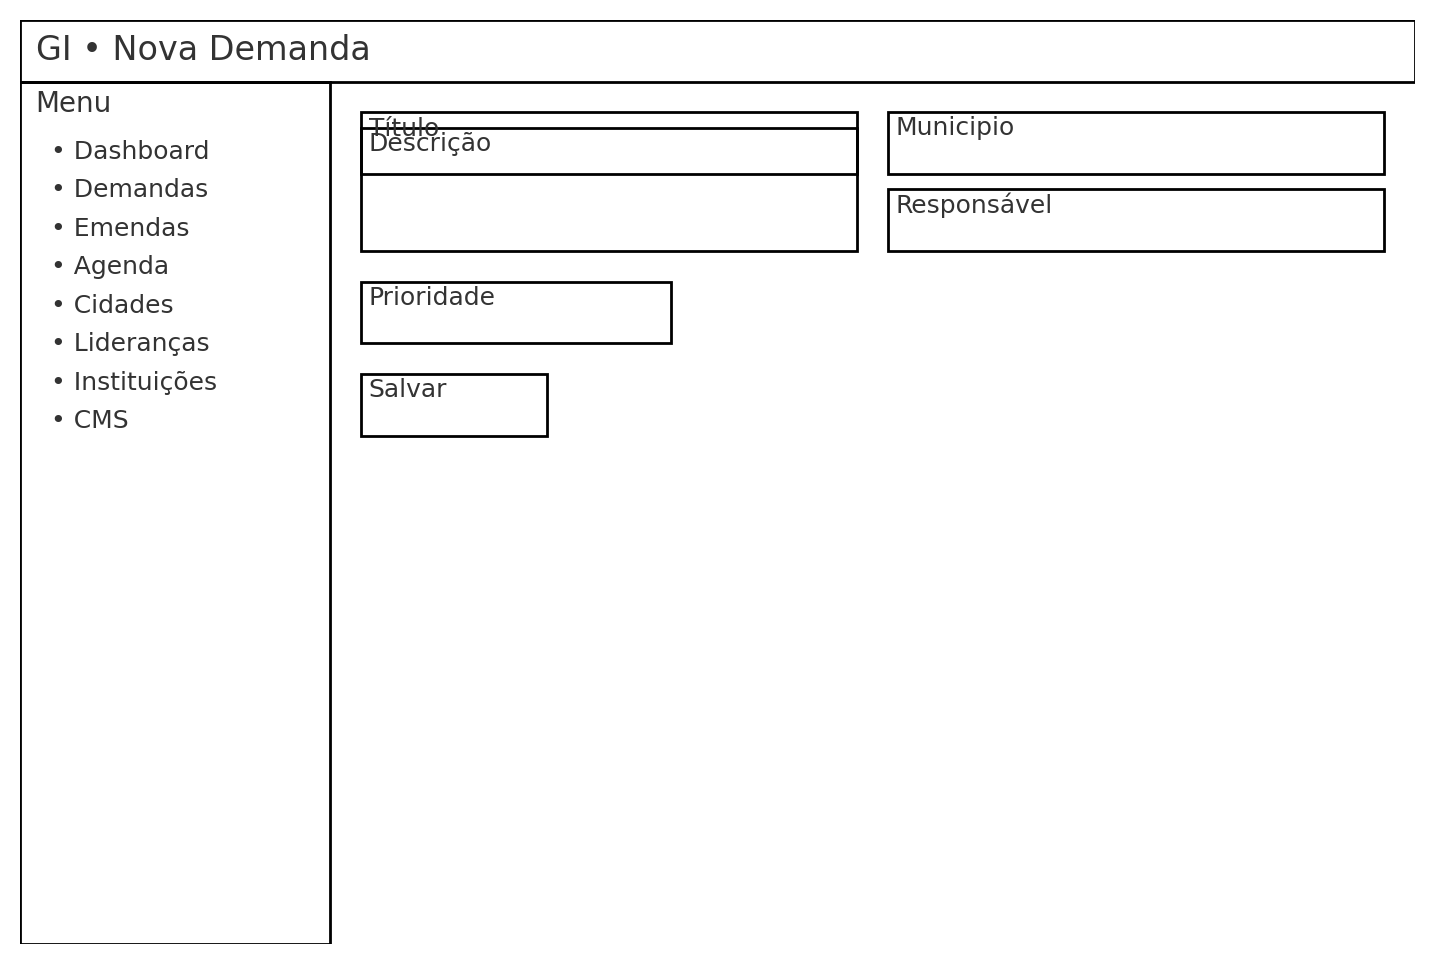 GI • Nova Demanda
Menu
• Dashboard
• Demandas
• Emendas
• Agenda
• Cidades
• Lideranças
• Instituições
• CMS
Título
Descrição
Municipio
Responsável
Prioridade
Salvar